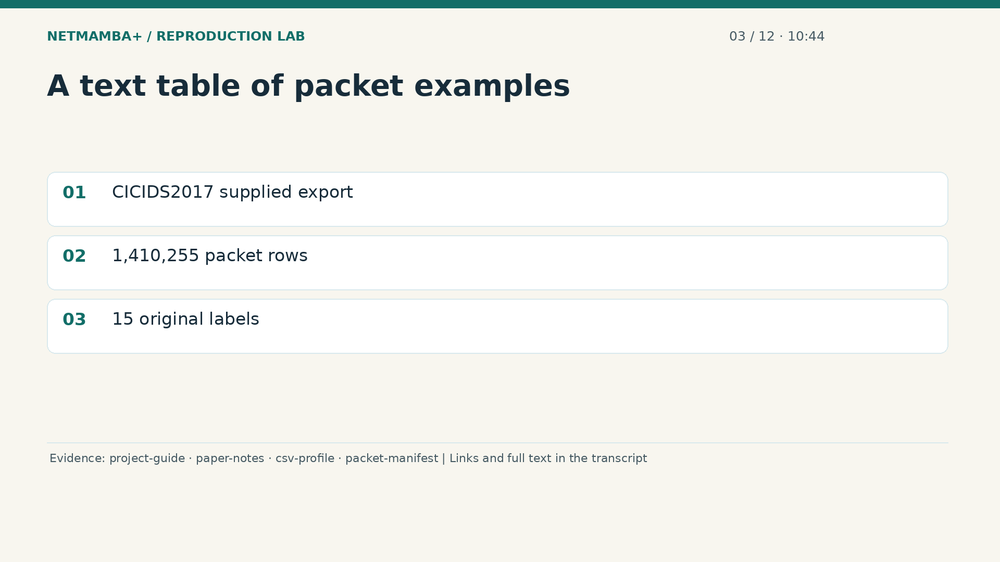 NETMAMBA+ / REPRODUCTION LAB
03 / 12 · 10:44
A text table of packet examples
01 CICIDS2017 supplied export
02 1,410,255 packet rows
03 15 original labels
Evidence: project-guide · paper-notes · csv-profile · packet-manifest | Links and full text in the transcript